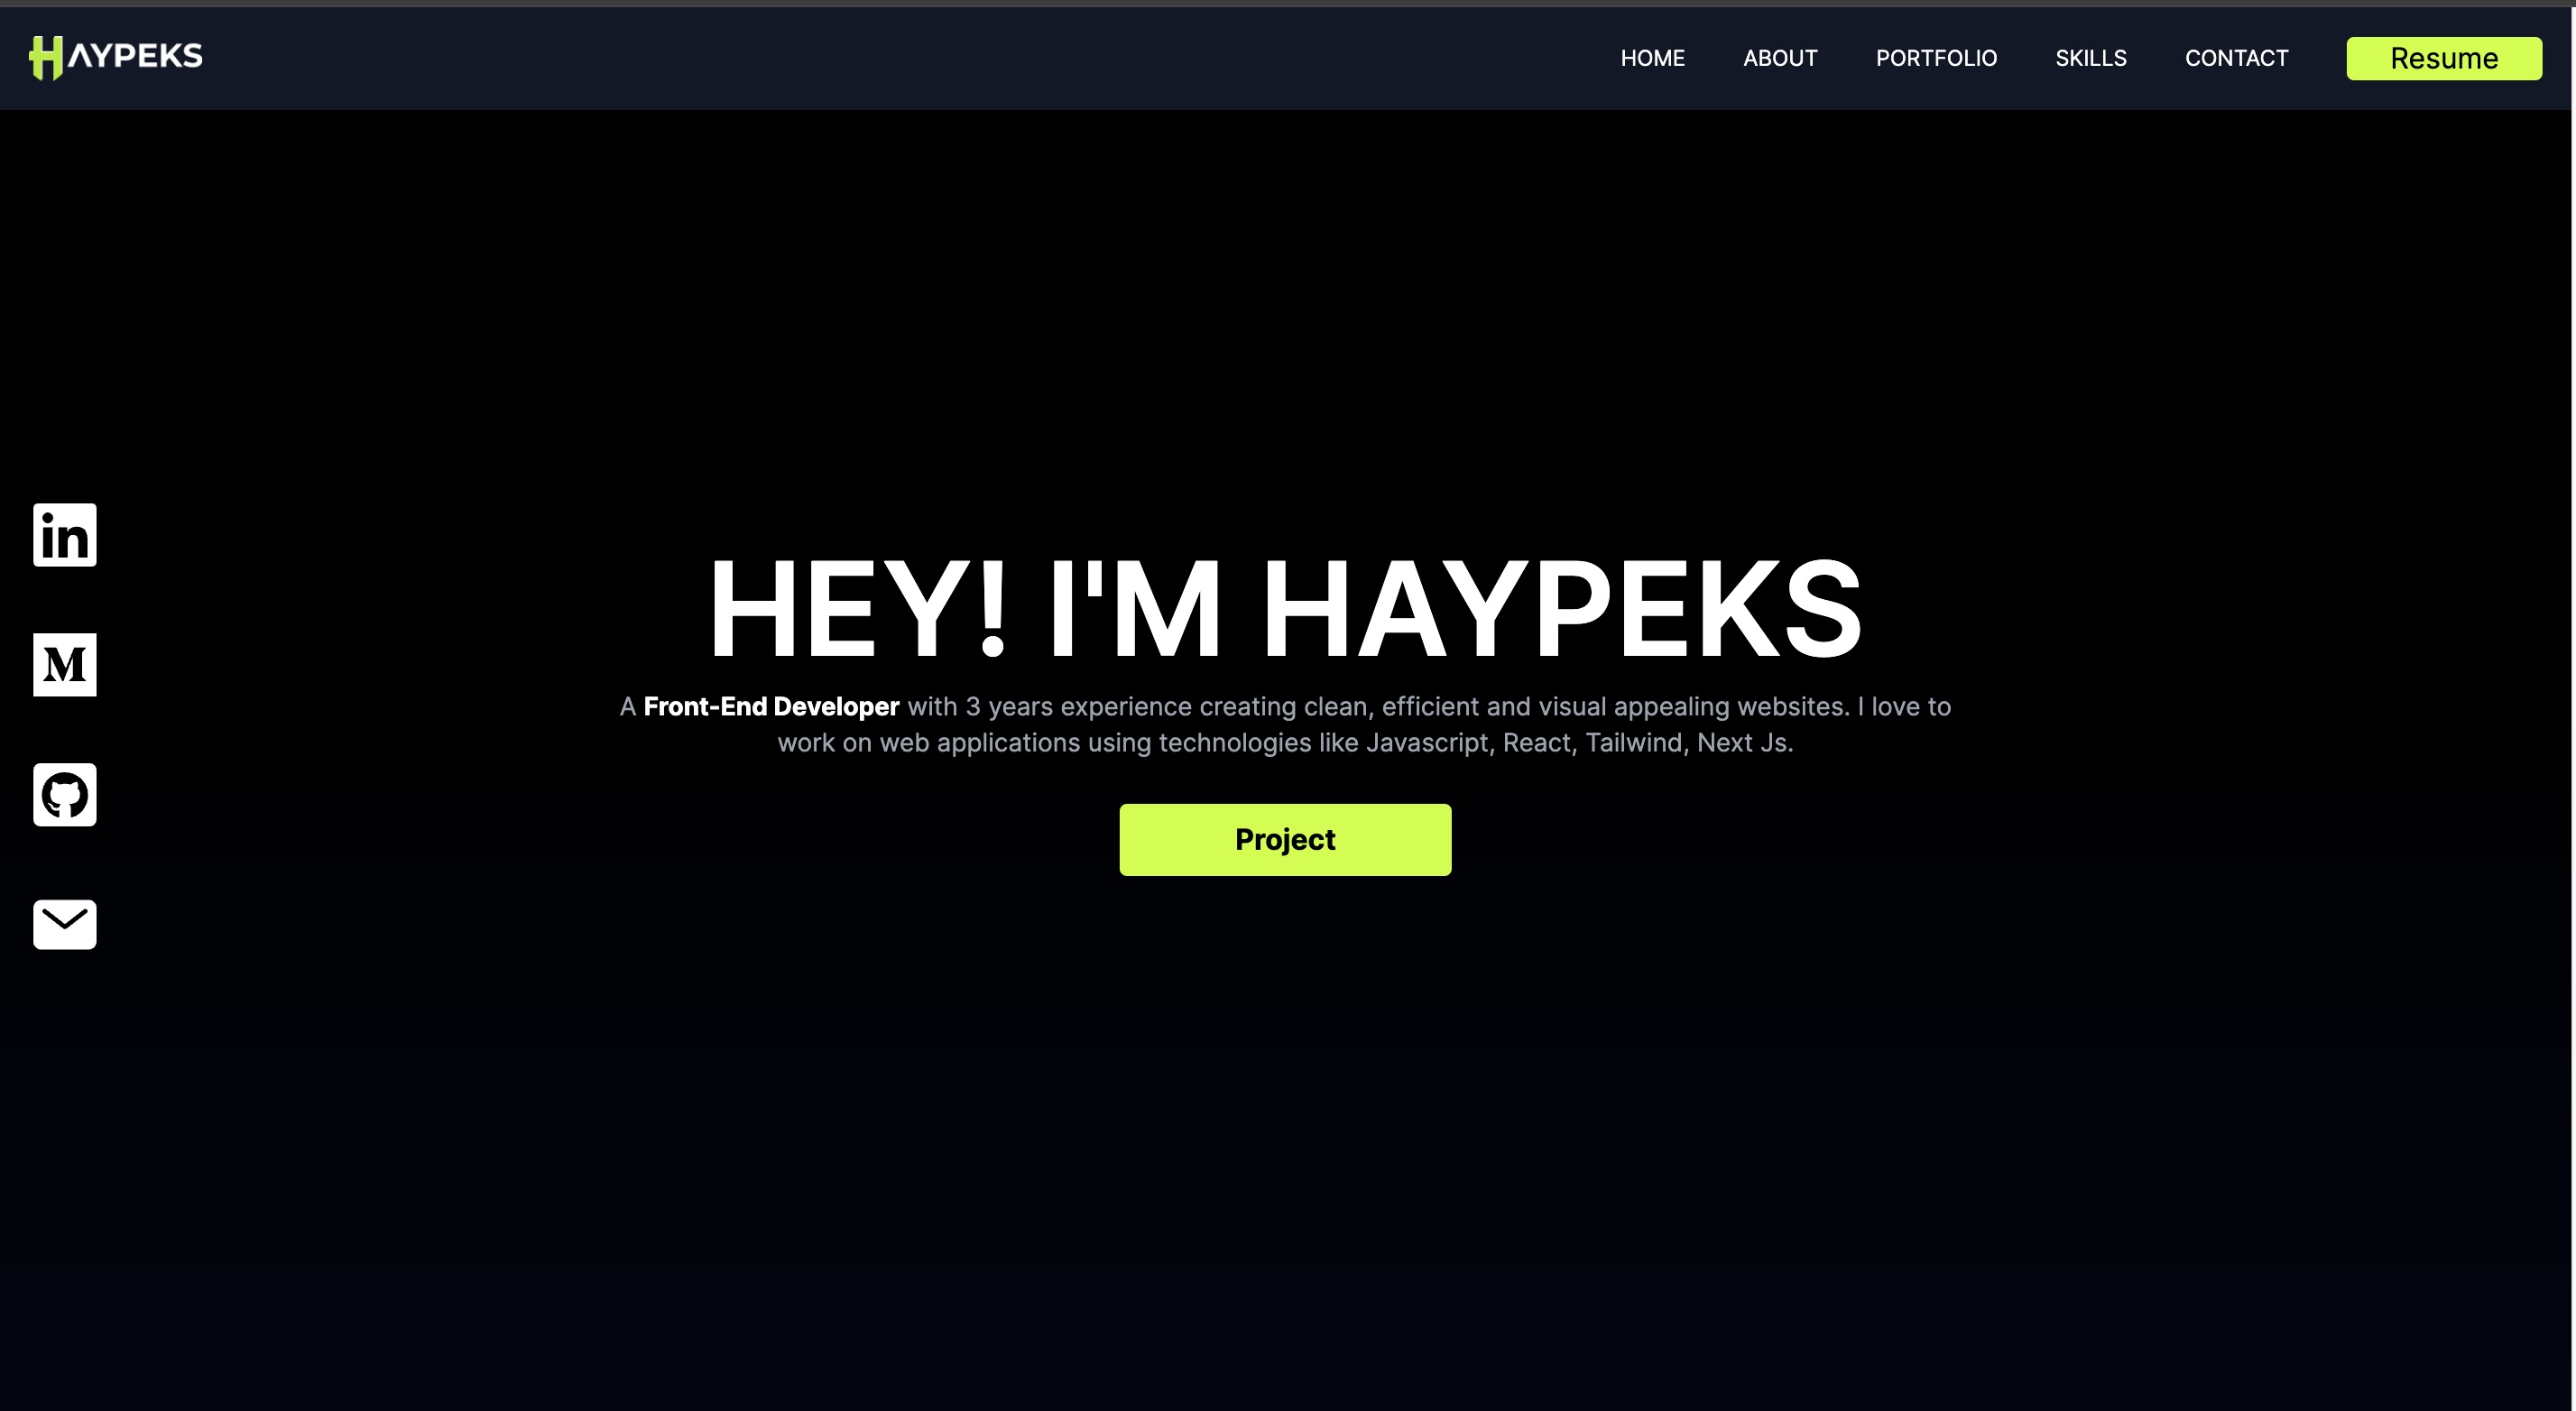 HAYPEKS
HOME ABOUT PORTFOLIO SKILLS CONTACT Resume
in
M
HEY! I'M HAYPEKS
A Front-End Developer with 3 years experience creating clean, efficient and visual appealing websites. I love to
work on web applications using technologies like Javascript, React, Tailwind, Next Js.
Project